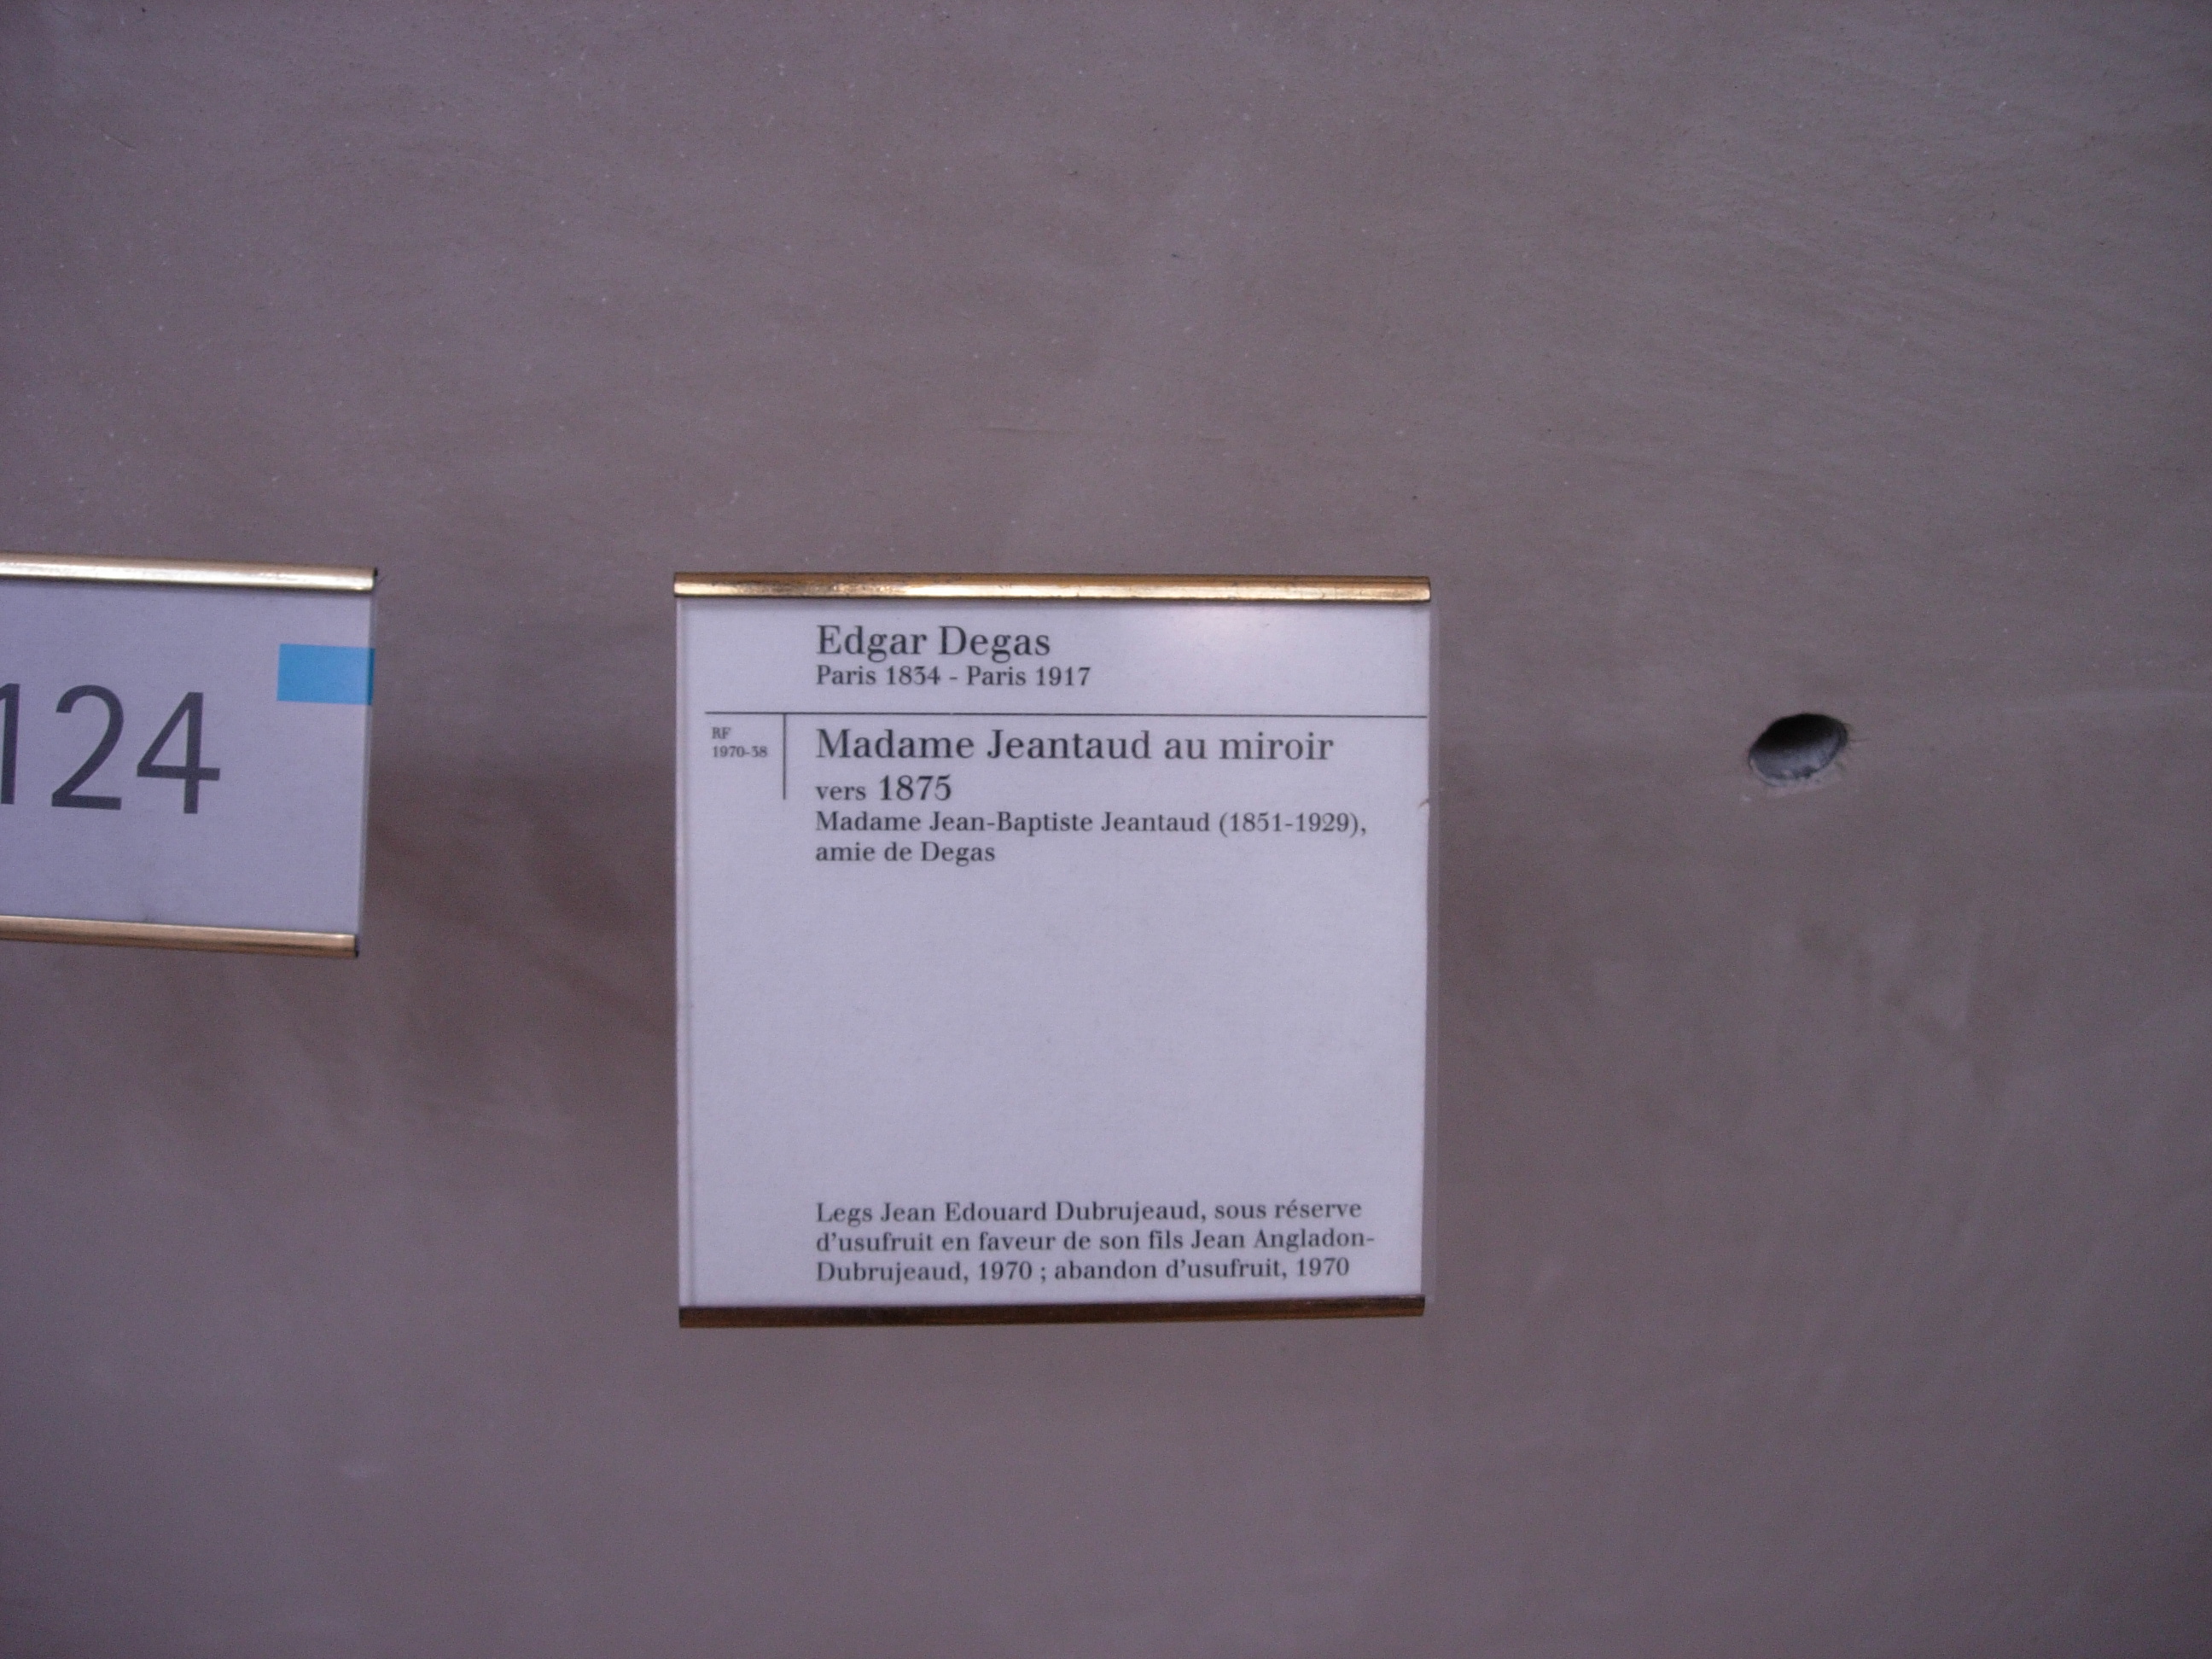 124
Edgar Degas
Paris 1834 - Paris 1917
RF
1970-38
Madame Jeantaud au miroir
vers 1875
Madame Jean-Baptiste Jeantaud (1851-1929),
amie de Degas
Legs Jean Edouard Dubrujeaud, sous réserve
d'usufruit en faveur de son fils Jean Angladon-
Dubrujeaud, 1970 ; abandon d'usufruit, 1970